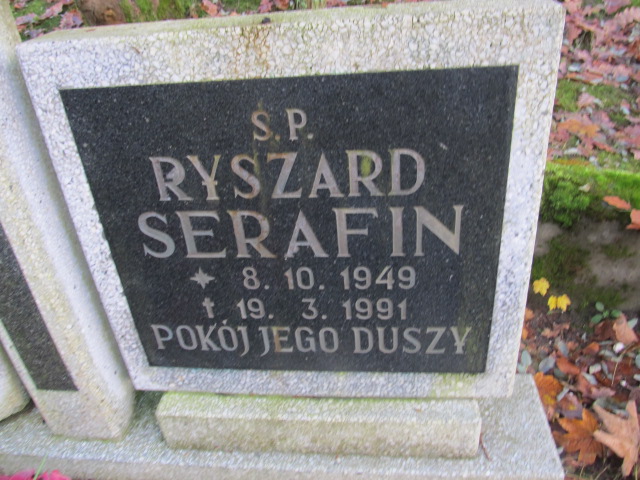 S.P.
RYSZARD
SERAFIN
* 8. 10. 1949
† 19. 3. 1991
POKÓJ JEGO DUSZY